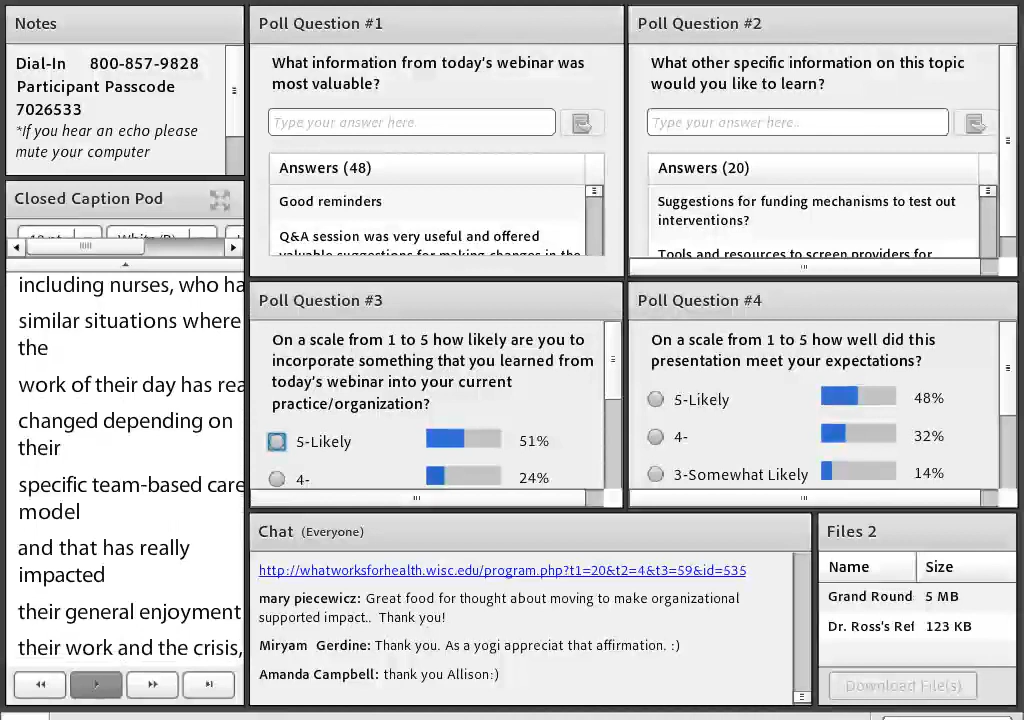 Notes
Dial-In 800-857-9828
Participant Passcode
7026533
*If you hear an echo please
mute your computer
Closed Caption Pod
including nurses, who ha
similar situations where
the
work of their day has rea
changed depending on
their
specific team-based care
model
and that has really
impacted
their general enjoyment
their work and the crisis,
Poll Question #1
What information from today's webinar was
most valuable?
Type your answer here.
Answers (48)
Good reminders
Q&A session was very useful and offered
valuable suggestions for making changes in the
Poll Question #2
What other specific information on this topic
would you like to learn?
Type your answer here..
Answers (20)
Suggestions for funding mechanisms to test out
interventions?
Tools and resources to screen providers for
Poll Question #3
On a scale from 1 to 5 how likely are you to
incorporate something that you learned from
today's webinar into your current
practice/organization?
5-Likely 51%
4- 24%
Poll Question #4
On a scale from 1 to 5 how well did this
presentation meet your expectations?
5-Likely 48%
4- 32%
3-Somewhat Likely 14%
Chat (Everyone)
http://whatworksforhealth.wisc.edu/program.php?t1=20&t2=4&t3=59&id=535
mary piecewicz: Great food for thought about moving to make organizational
supported impact.. Thank you!
Miryam Gerdine: Thank you. As a yogi appreciat that affirmation. :)
Amanda Campbell: thank you Allison:)
Files 2
Name Size
Grand Round 5 MB
Dr. Ross's Ref 123 KB
Download File(s)